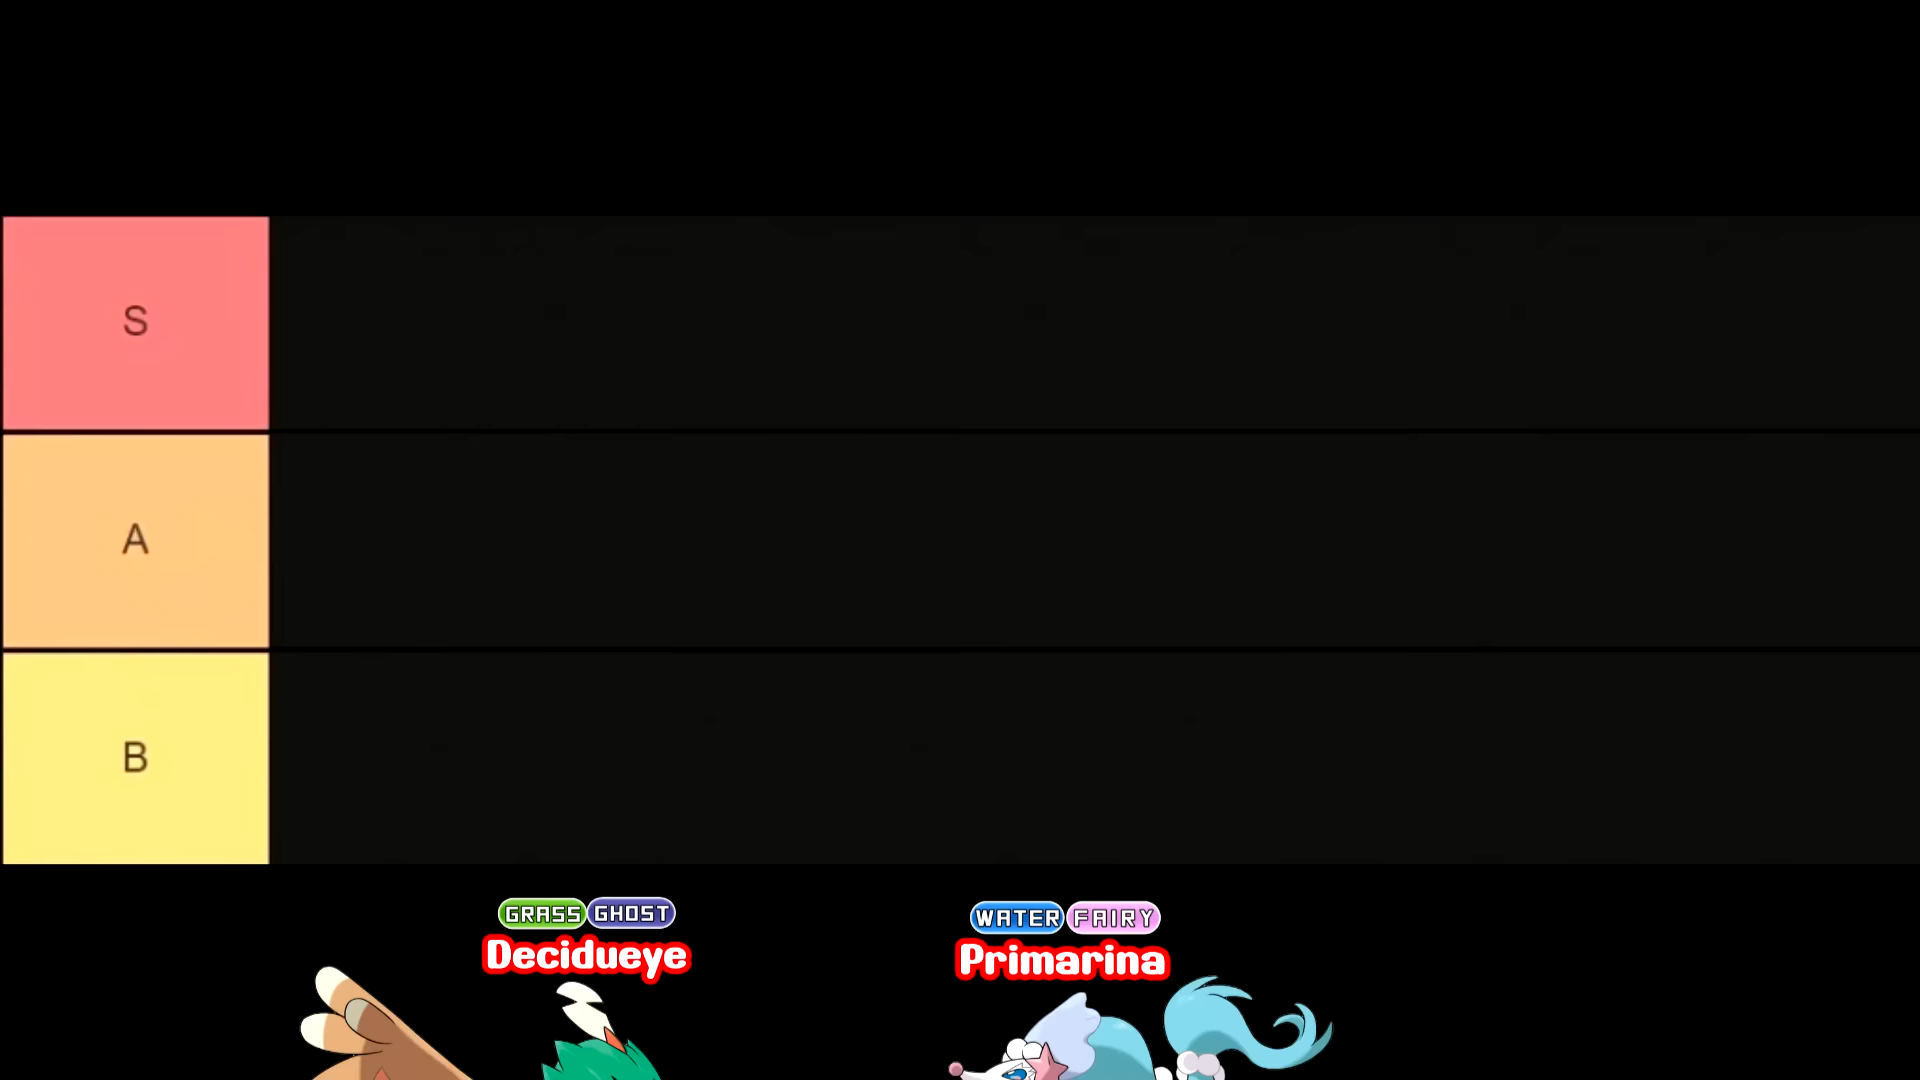 S
A
B
GRASS GHOST
Decidueye
WATER FAIRY
Primarina